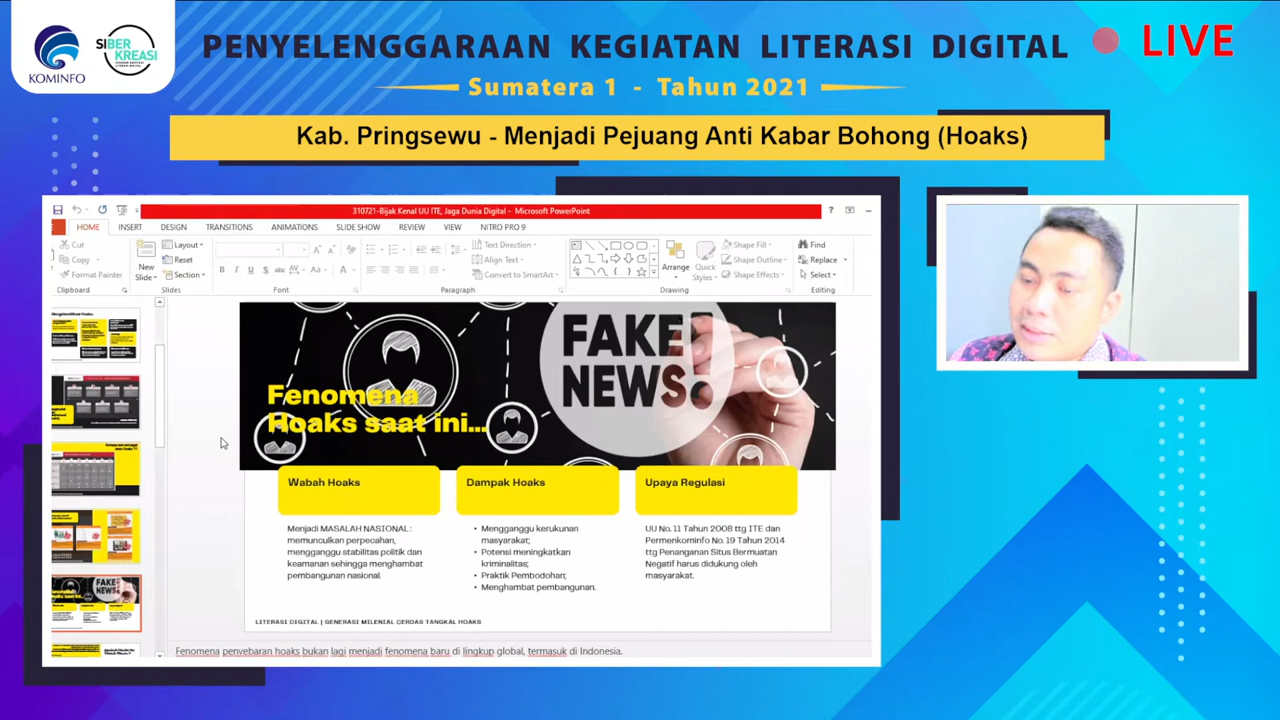 KOMINFO
SIBER
KREASI
PENYELENGGARAAN KEGIATAN LITERASI DIGITAL
LIVE
Sumatera 1 - Tahun 2021
Kab. Pringsewu - Menjadi Pejuang Anti Kabar Bohong (Hoaks)
310721-Bijak Kenal UU ITE, Jaga Dunia Digital - Microsoft PowerPoint
HOME INSERT DESIGN TRANSITIONS ANIMATIONS SLIDE SHOW REVIEW VIEW NITRO PRO 9
Cut
Copy
Format Painter
Clipboard
New
Slide
Layout
Reset
Section
Slides
Font
Text Direction
Align Text
Convert to SmartArt
Paragraph
Arrange
Quick
Styles
Shape Fill
Shape Outline
Shape Effects
Drawing
Find
Replace
Select
Editing
FAKE
NEWS.
Fenomena
Hoaks saat ini...
Wabah Hoaks
Menjadi MASALAH NASIONAL:
memunculkan perpecahan,
mengganggu stabilitas politik dan
keamanan sehingga menghambat
pembangunan nasional.
Dampak Hoaks
• Mengganggu kerukunan
masyarakat;
• Potensi meningkatkan
kriminalitas;
• Praktik Pembodohan;
• Menghambat pembangunan.
Upaya Regulasi
UU No. 11 Tahun 2008 ttg ITE dan
Permenkominfo No. 19 Tahun 2014
ttg Penanganan Situs Bermuatan
Negatif harus didukung oleh
masyarakat.
LITERASI DIGITAL | GENERASI MILENIAL CERDAS TANGKAL HOAKS
Fenomena penyebaran hoaks bukan lagi menjadi fenomena baru di lingkup global, termasuk di Indonesia.